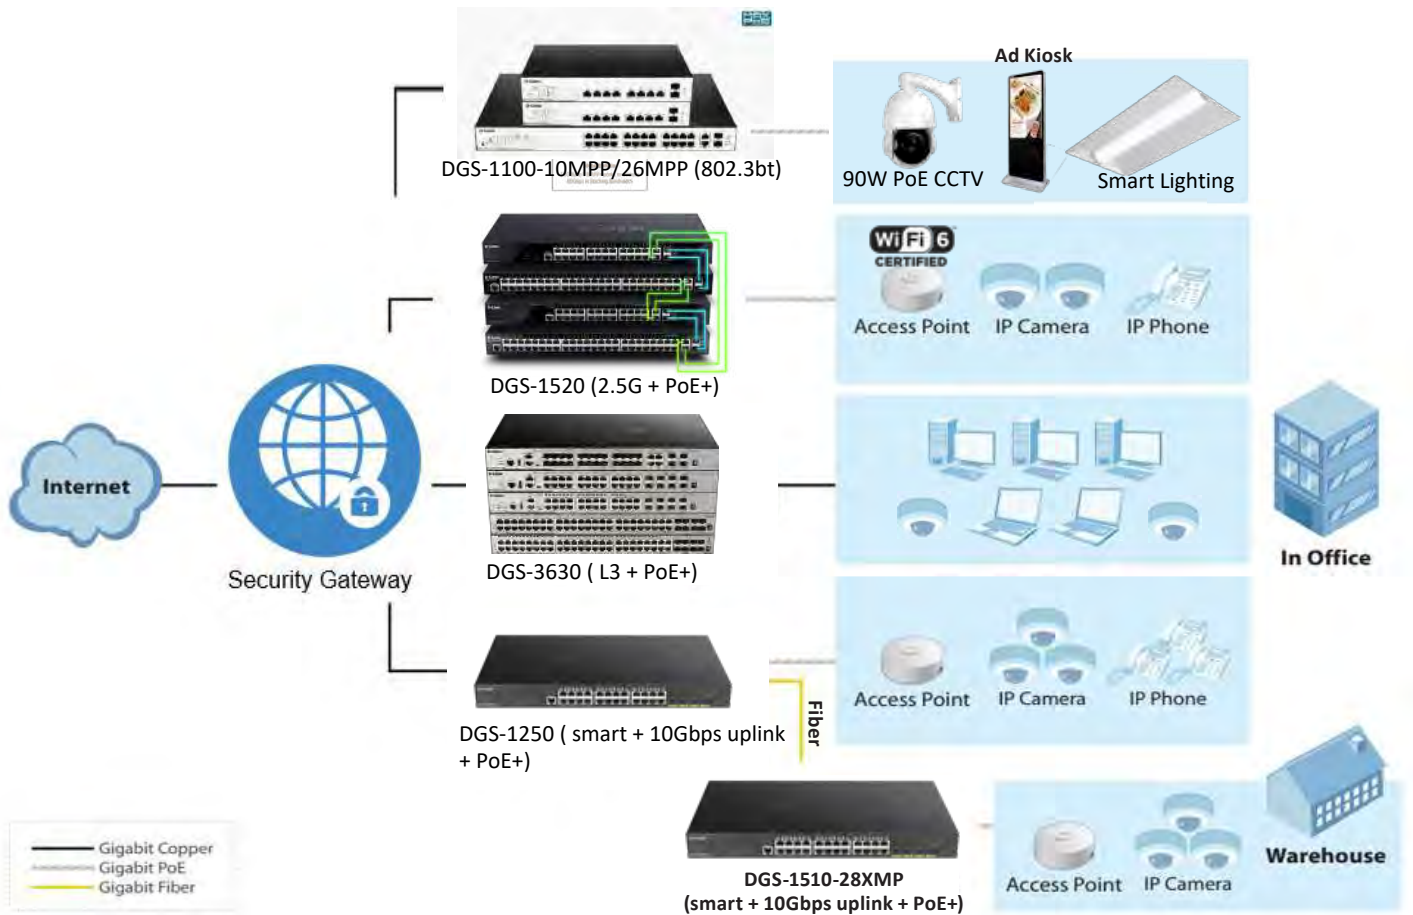 Ad Kiosk
DGS-1100-10MPP/26MPP (802.3bt)
90W PoE CCTV
Smart Lighting
WiFi 6
CERTIFIED
Access Point
IP Camera
IP Phone
DGS-1520 (2.5G + PoE+)
Internet
Security Gateway
DGS-3630 ( L3 + PoE+)
In Office
Access Point
IP Camera
IP Phone
DGS-1250 ( smart + 10Gbps uplink
+ PoE+)
Fiber
Gigabit Copper
Gigabit PoE
Gigabit Fiber
DGS-1510-28XMP
(smart + 10Gbps uplink + PoE+)
Access Point
IP Camera
Warehouse